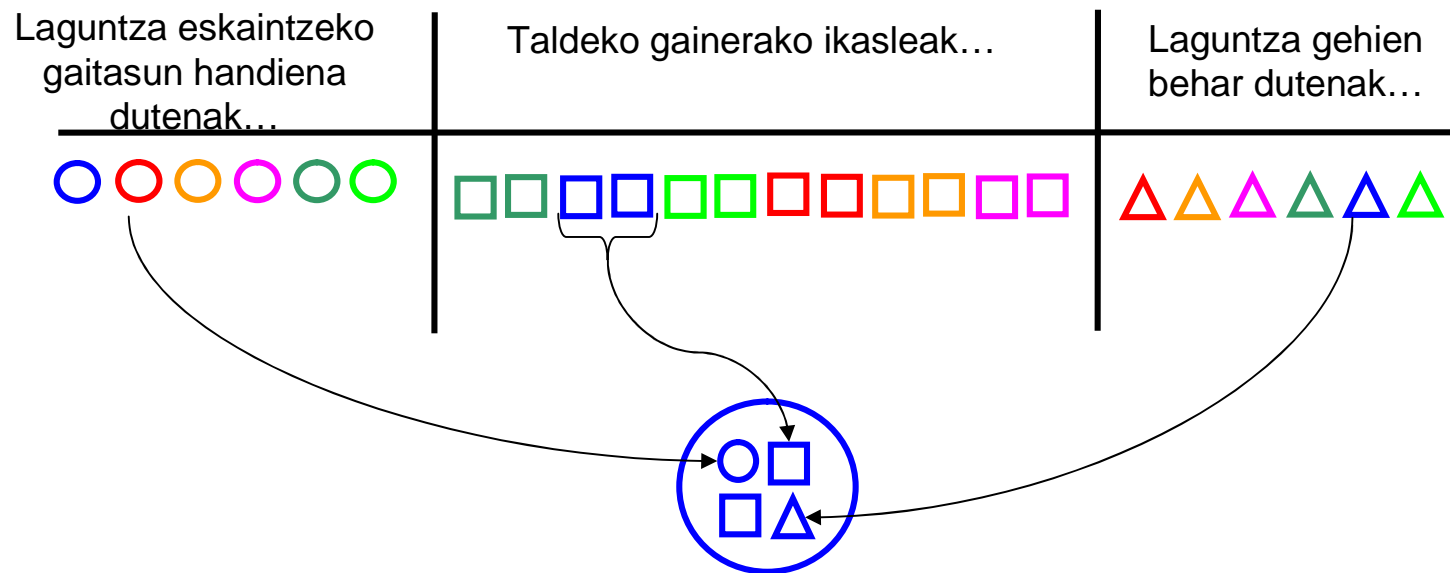 Laguntza eskaintzeko
gaitasun handiena
dutenak…
Taldeko gainerako ikasleak…
Laguntza gehien
behar dutenak…